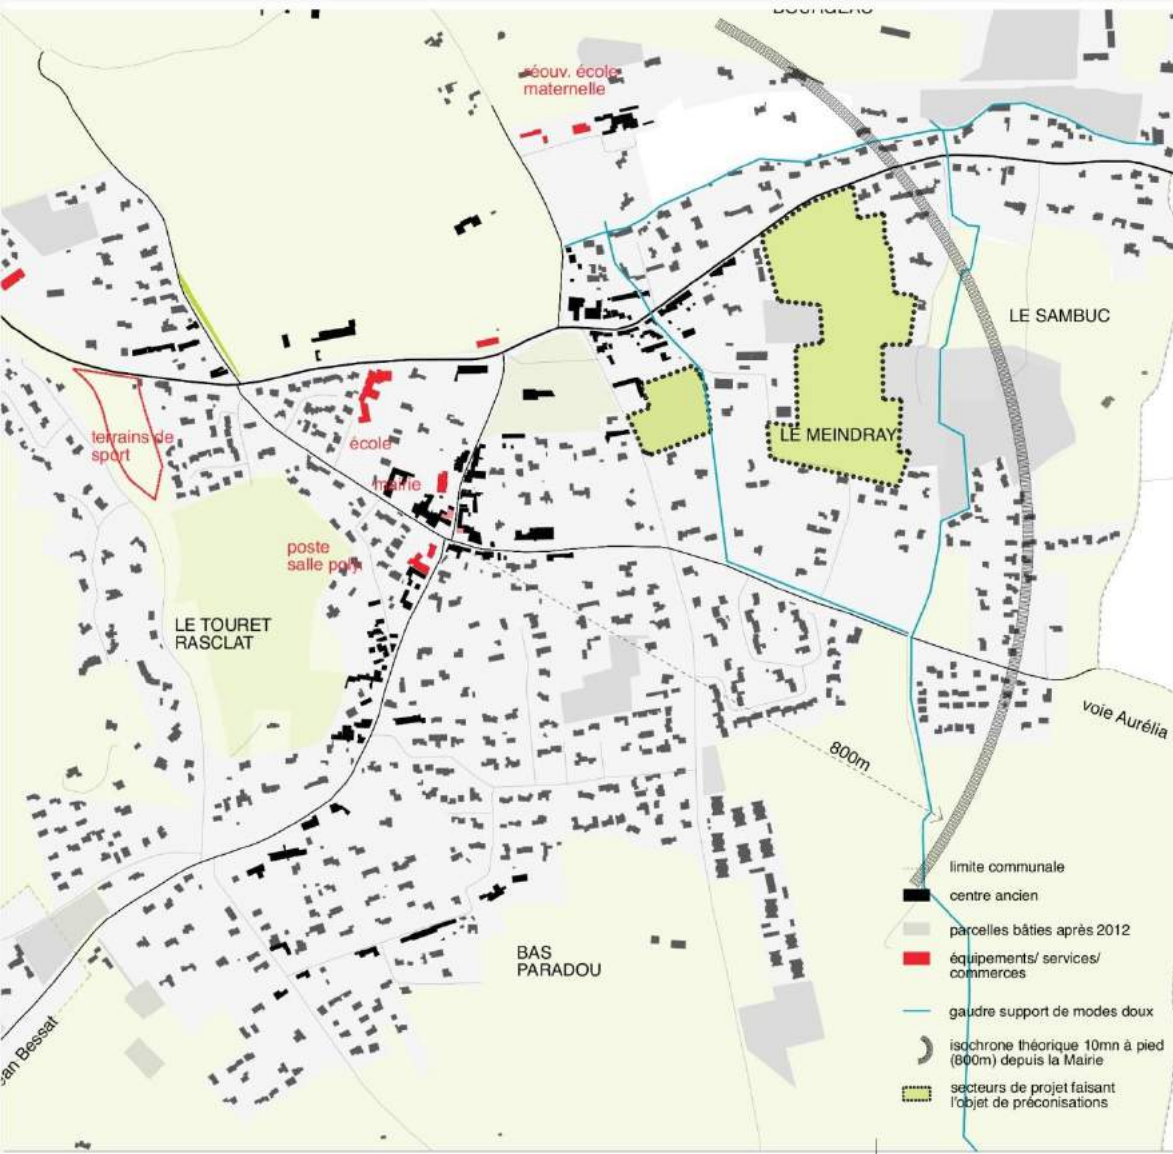 réouv. école
maternelle
LE SAMBUC
LE MEINDRAY
terrains de
sport
école
mairie
poste
salle poly
LE TOURET
RASCLAT
voie Aurélia
800m
BAS
PARADOU
ean Bessat
limite communale
centre ancien
parcelles bâties après 2012
équipements/ services/
commerces
gaudre support de modes doux
isochrone théorique 10mn à pied
(800m) depuis la Mairie
secteurs de projet faisant
l'objet de préconisations